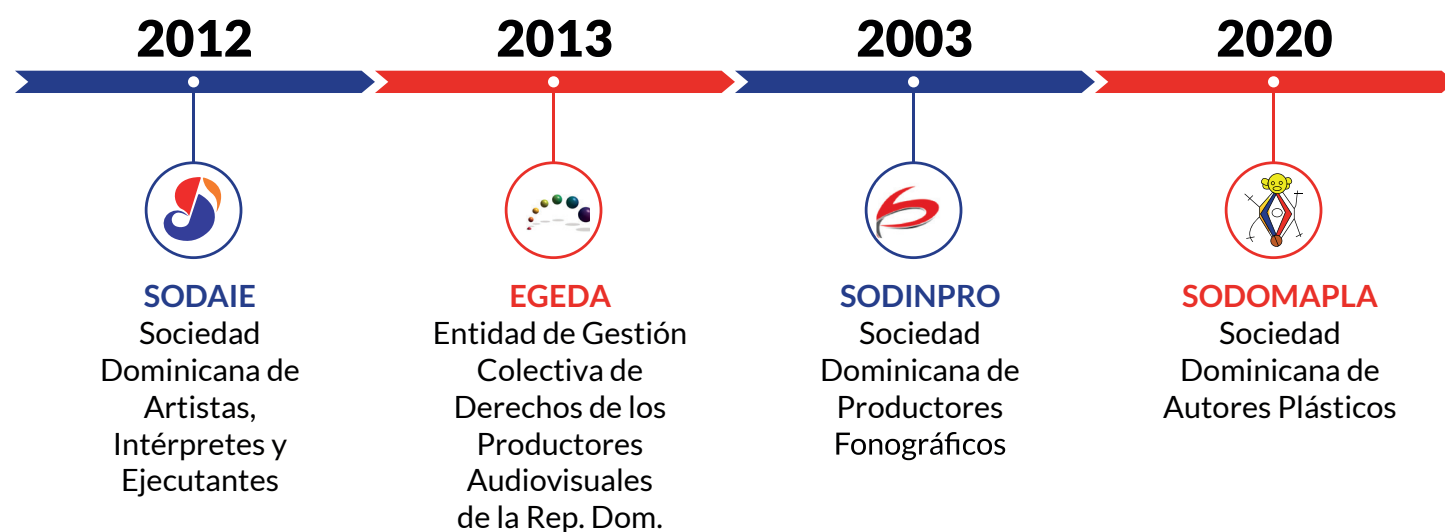 2012
SODAIE
Sociedad
Dominicana de
Artistas,
Intérpretes y
Ejecutantes
2013
EGEDA
Entidad de Gestión
Colectiva de
Derechos de los
Productores
Audiovisuales
de la Rep. Dom.
2003
SODINPRO
Sociedad
Dominicana de
Productores
Fonográficos
2020
SODOMAPLA
Sociedad
Dominicana de
Autores Plásticos